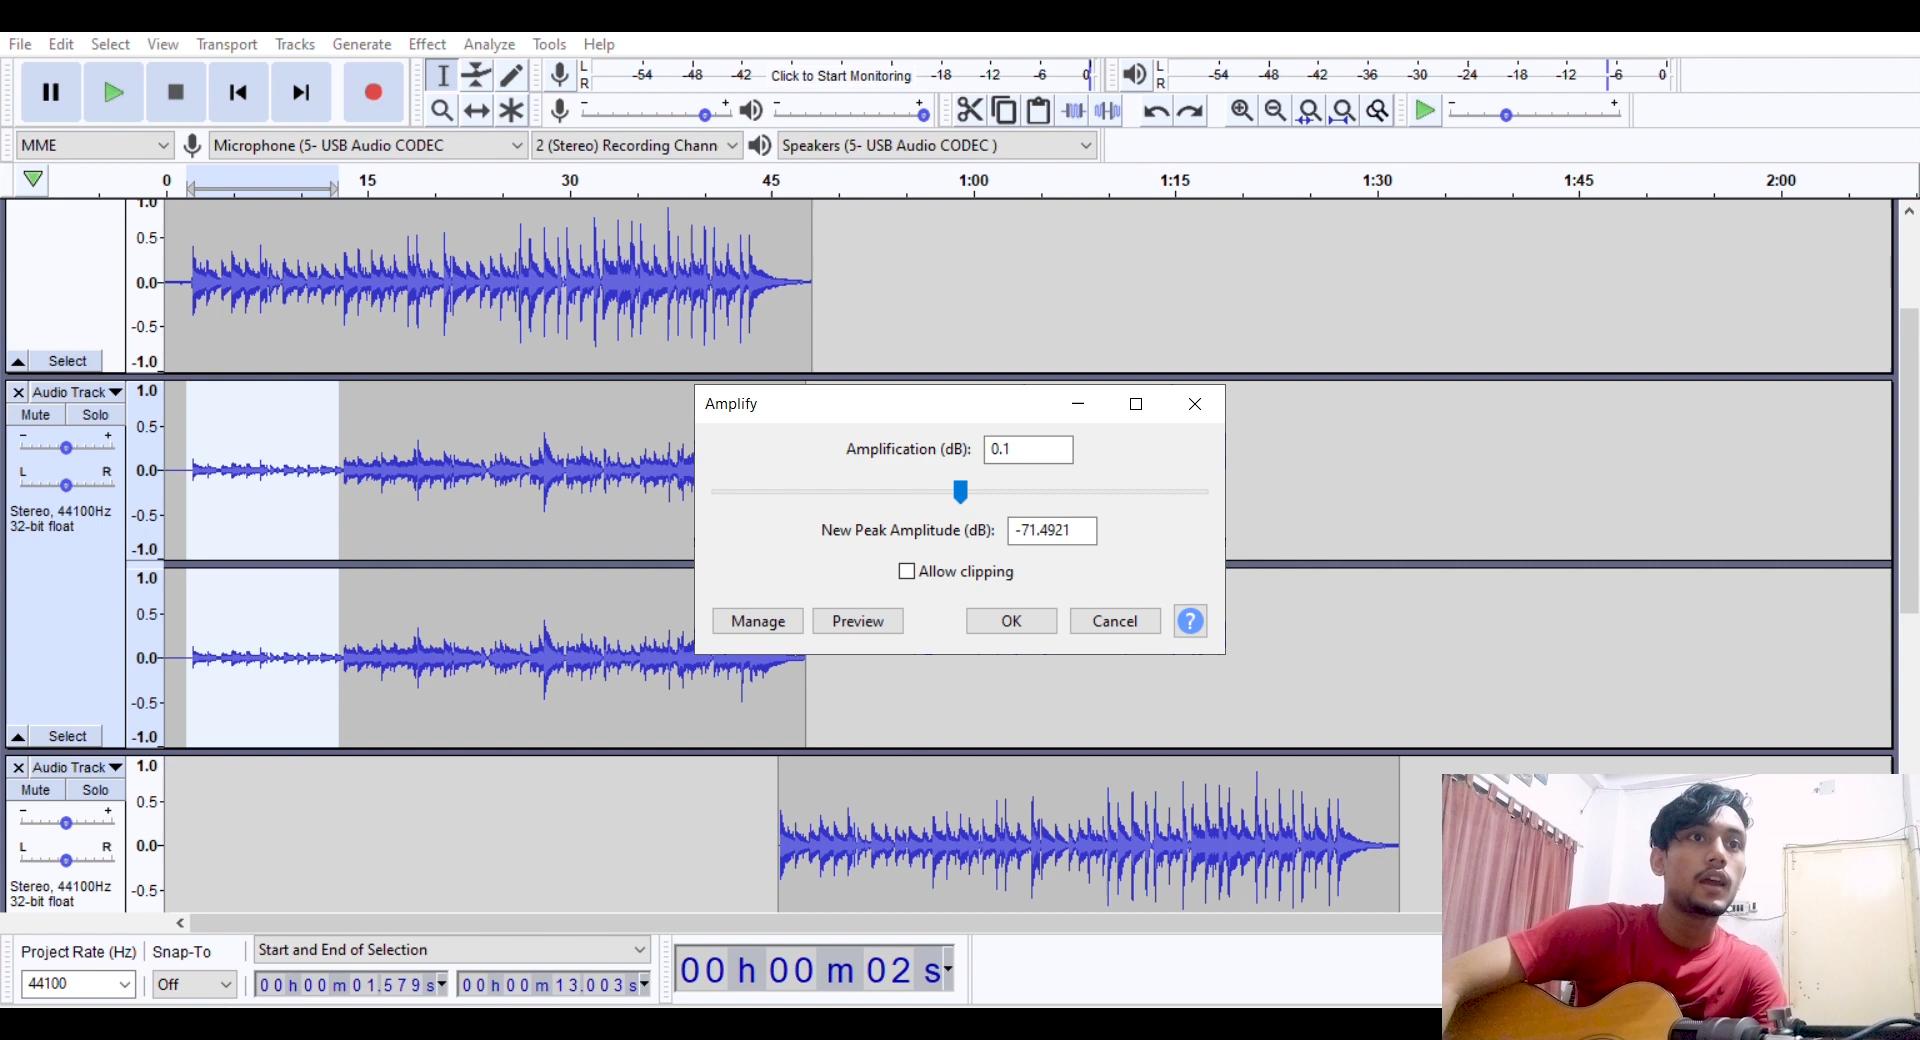 File Edit Select View Transport Tracks Generate Effect Analyze Tools Help
L
R
-54 -48 -42 Click to Start Monitoring -18 -12 -6 0
L
R
-54 -48 -42 -36 -30 -24 -18 -12 -6 0
- + - + - +
MME Microphone (5- USB Audio CODEC 2 (Stereo) Recording Chann Speakers (5- USB Audio CODEC )
0 15 30 45 1:00 1:15 1:30 1:45 2:00
1.0
0.5
0.0
-0.5
-1.0
Select
X Audio Track
Mute Solo
- +
L R
Stereo, 44100Hz
32-bit float
1.0
0.5
0.0
-0.5
-1.0
1.0
0.5
0.0
-0.5
-1.0
Select
Amplify
Amplification (dB): 0.1
New Peak Amplitude (dB): -71.4921
Allow clipping
Manage Preview OK Cancel ?
X Audio Track
Mute Solo
- +
L R
Stereo, 44100Hz
32-bit float
1.0
0.5
0.0
-0.5
Project Rate (Hz) Snap-To Start and End of Selection
44100 Off 00 h 00 m 01.579 s 00 h 00 m 13.003 s
00 h 00 m 02 s